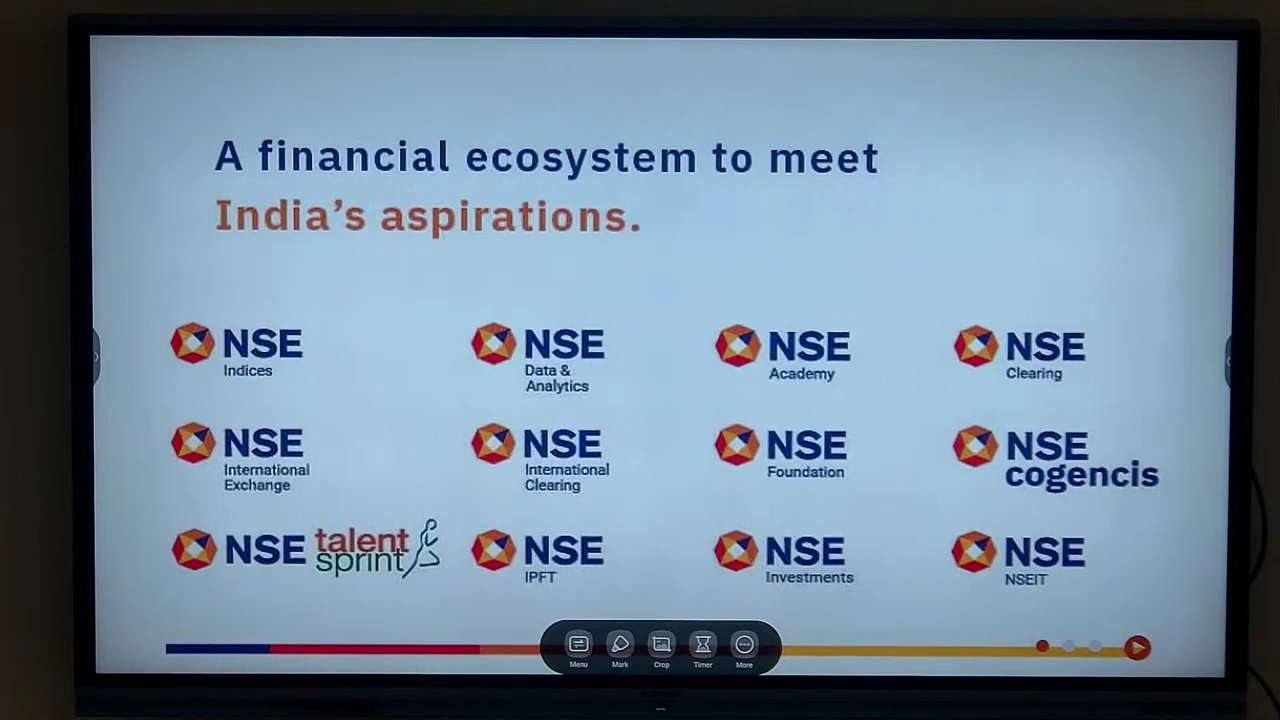 A financial ecosystem to meet
India's aspirations.
NSE
Indices
NSE
Data &
Analytics
NSE
Academy
NSE
Clearing
NSE
International
Exchange
NSE
International
Clearing
NSE
Foundation
NSE
cogencis
NSE talent
sprint
NSE
IPFT
NSE
Investments
NSE
NSEIT
Menu Mark Crop Timer More